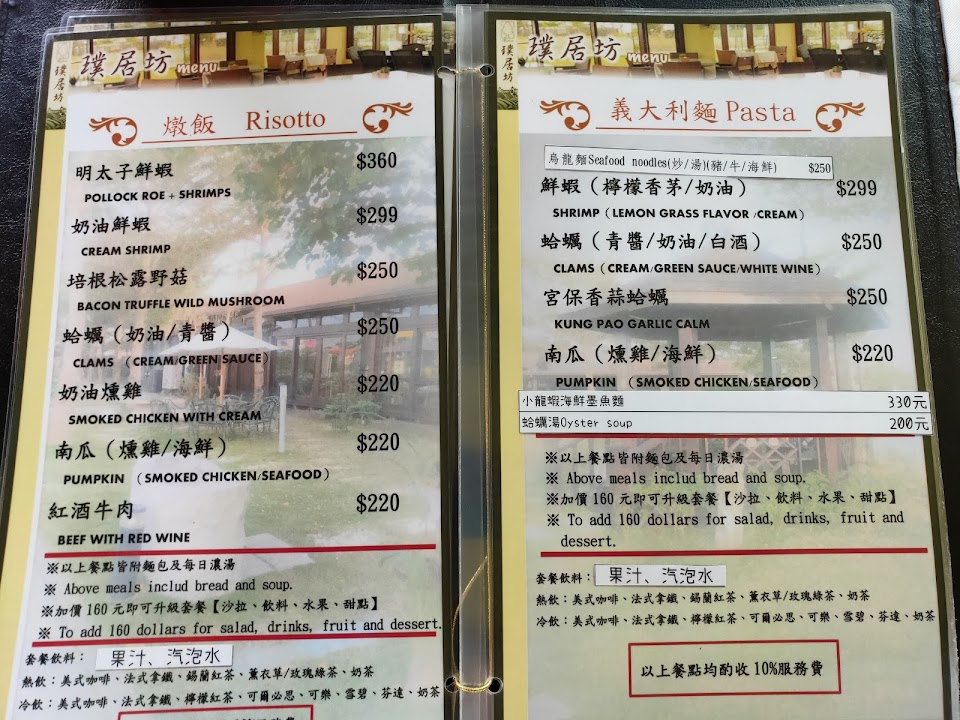 璞居坊
璞居坊 menu
燉飯 Risotto
明太子鮮蝦 $360
POLLOCK ROE + SHRIMPS
奶油鮮蝦 $299
CREAM SHRIMP
培根松露野菇 $250
BACON TRUFFLE WILD MUSHROOM
蛤蠣（奶油/青醬） $250
CLAMS （CREAM/GREEN SAUCE）
奶油燻雞 $220
SMOKED CHICKEN WITH CREAM
南瓜（燻雞/海鮮） $220
PUMPKIN （SMOKED CHICKEN/SEAFOOD）
紅酒牛肉 $220
BEEF WITH RED WINE
※以上餐點皆附麵包及每日濃湯
※ Above meals includ bread and soup.
※加價 160 元即可升級套餐【沙拉、飲料、水果、甜點】
※ To add 160 dollars for salad, drinks, fruit and dessert.
套餐飲料： 果汁、汽泡水
熱飲：美式咖啡、法式拿鐵、錫蘭紅茶、薰衣草/玫瑰綠茶、奶茶
冷飲：美式咖啡、法式拿鐵、檸檬紅茶、可爾必思、可樂、雪碧、芬達、奶茶
璞居坊
璞居坊 menu
義大利麵 Pasta
烏龍麵Seafood noodles(炒/湯)(豬/牛/海鮮) $250
鮮蝦（檸檬香茅/奶油） $299
SHRIMP（LEMON GRASS FLAVOR /CREAM）
蛤蠣（青醬/奶油/白酒） $250
CLAMS（CREAM/GREEN SAUCE/WHITE WINE）
宮保香蒜蛤蠣 $250
KUNG PAO GARLIC CALM
南瓜（燻雞/海鮮） $220
PUMPKIN （SMOKED CHICKEN/SEAFOOD）
小龍蝦海鮮墨魚麵 330元
蛤蠣湯Oyster soup 200元
※以上餐點皆附麵包及每日濃湯
※ Above meals includ bread and soup.
※加價 160 元即可升級套餐【沙拉、飲料、水果、甜點】
※ To add 160 dollars for salad, drinks, fruit and
dessert.
套餐飲料： 果汁、汽泡水
熱飲：美式咖啡、法式拿鐵、錫蘭紅茶、薰衣草/玫瑰綠茶、奶茶
冷飲：美式咖啡、法式拿鐵、檸檬紅茶、可爾必思、可樂、雪碧、芬達、奶茶
以上餐點均酌收 10%服務費